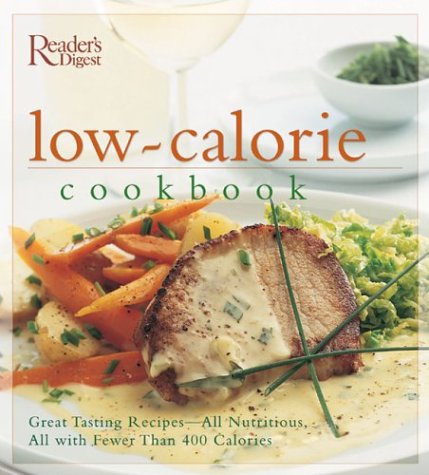 Reader's
Digest
low-calorie
cookbook
Great Tasting Recipes—All Nutritious,
All with Fewer Than 400 Calories